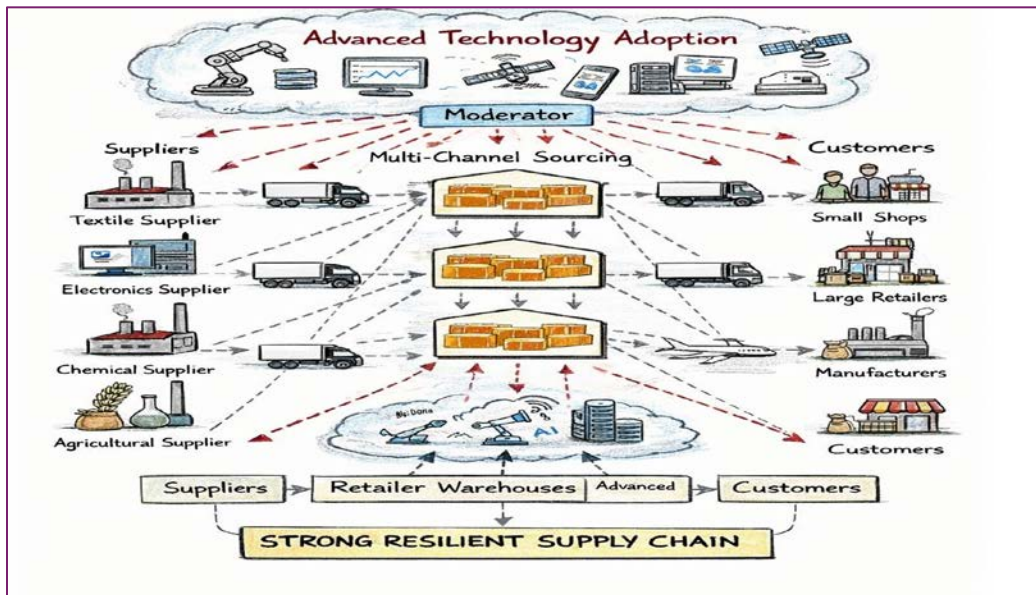 Advanced Technology Adoption
Moderator
Suppliers
Multi-Channel Sourcing
Customers
Textile Supplier
Small Shops
Electronics Supplier
Large Retailers
Chemical Supplier
Manufacturers
Agricultural Supplier
AI
Customers
Suppliers
Retailer Warehouses
Advanced
Customers
STRONG RESILIENT SUPPLY CHAIN